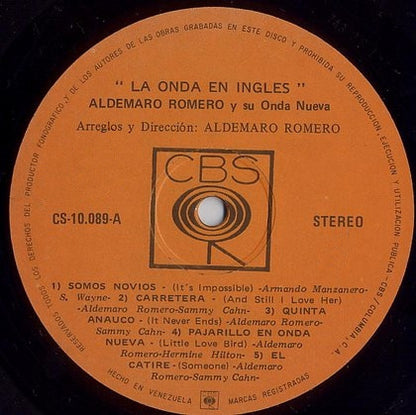 RESERVADOS TODOS LOS DERECHOS DEL PRODUCTOR FONOGRAFICO Y DE LOS AUTORES DE LAS OBRAS GRABADAS EN ESTE DISCO Y PROHIBIDA SU REPRODUCCION, EJECUCION Y UTILIZACION PUBLICA - CBS/COLUMBIA, C. A.
" LA ONDA EN INGLES "
ALDEMARO ROMERO y su Onda Nueva
Arreglos y Dirección: ALDEMARO ROMERO
CBS
CS-10.089-A
STEREO
1) SOMOS NOVIOS - (It's Impossible) -Armando Manzanero-
S. Wayne- 2) CARRETERA - (And Still I Love Her)
-Aldemaro Romero-Sammy Cahn- 3) QUINTA
ANAUCO - (It Never Ends) -Aldemaro Romero-
Sammy Cahn- 4) PAJARILLO EN ONDA
NUEVA - (Little Love Bird) -Aldemaro
Romero-Hermine Hilton- 5) EL
CATIRE -(Someone) -Aldemaro
Romero-Sammy Cahn-
HECHO EN VENEZUELA
MARCAS REGISTRADAS